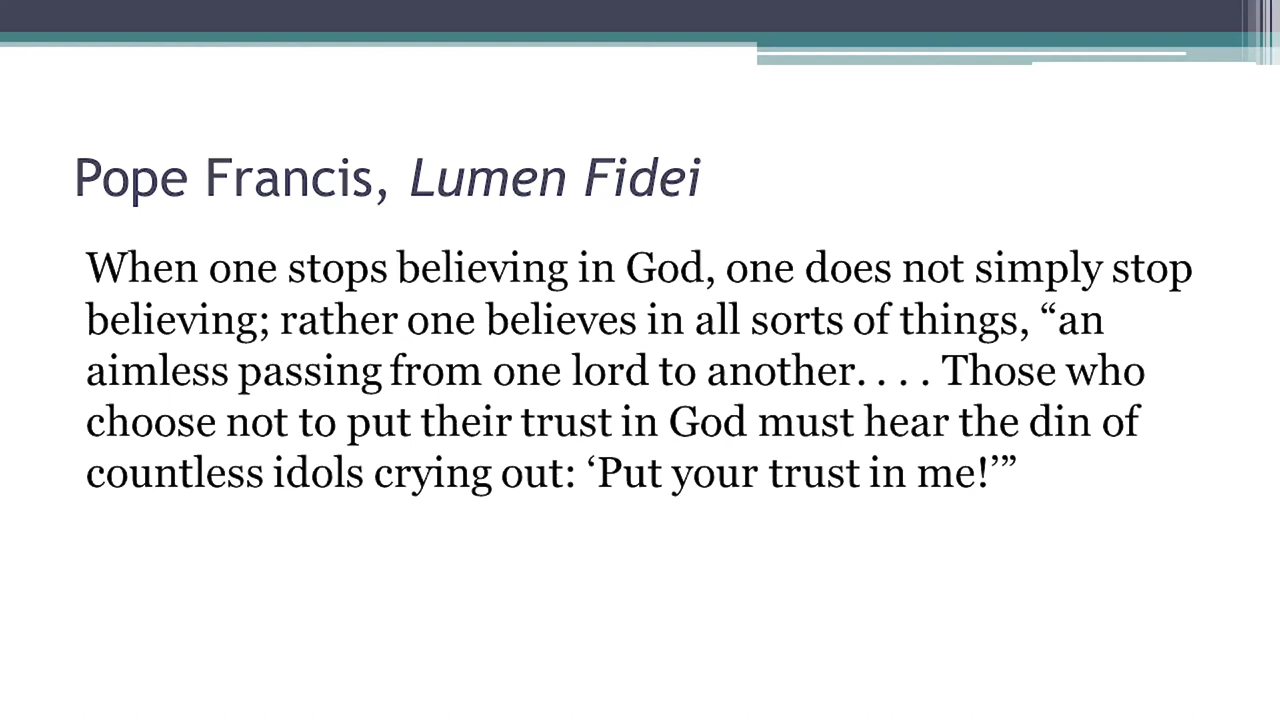 Pope Francis, Lumen Fidei
When one stops believing in God, one does not simply stop
believing; rather one believes in all sorts of things, “an
aimless passing from one lord to another. . . . Those who
choose not to put their trust in God must hear the din of
countless idols crying out: ‘Put your trust in me!’”